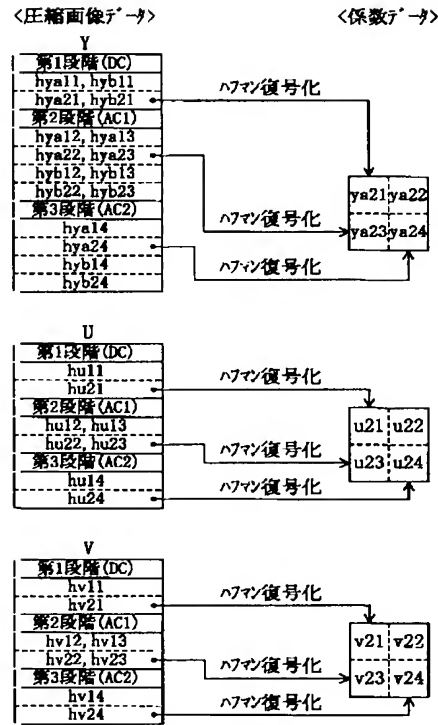 <圧縮画像ﾃﾞｰﾀ>
<係数ﾃﾞｰﾀ>
Y
第1段階(DC)
hya11, hyb11
hya21, hyb21
第2段階(AC1)
hya12, hya13
hya22, hya23
hyb12, hyb13
hyb22, hyb23
第3段階(AC2)
hya14
hya24
hyb14
hyb24
ﾊﾌﾏﾝ復号化
ﾊﾌﾏﾝ復号化
ﾊﾌﾏﾝ復号化
ya21 ya22
ya23 ya24
U
第1段階(DC)
hu11
hu21
第2段階(AC1)
hu12, hu13
hu22, hu23
第3段階(AC2)
hu14
hu24
ﾊﾌﾏﾝ復号化
ﾊﾌﾏﾝ復号化
ﾊﾌﾏﾝ復号化
u21 u22
u23 u24
V
第1段階(DC)
hv11
hv21
第2段階(AC1)
hv12, hv13
hv22, hv23
第3段階(AC2)
hv14
hv24
ﾊﾌﾏﾝ復号化
ﾊﾌﾏﾝ復号化
ﾊﾌﾏﾝ復号化
v21 v22
v23 v24